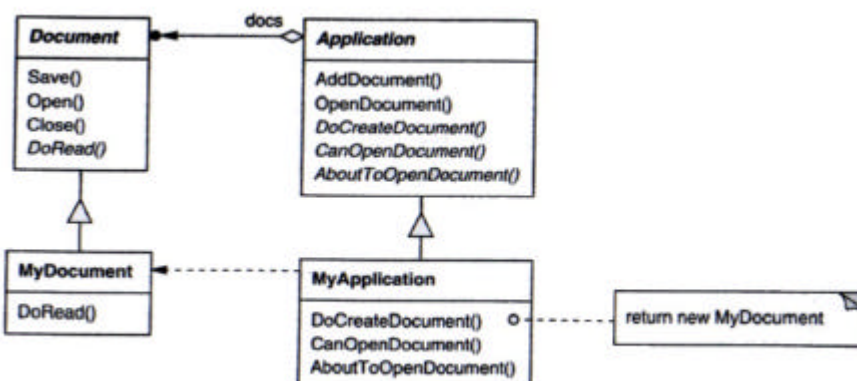 docs
Document
Save()
Open()
Close()
DoRead()
Application
AddDocument()
OpenDocument()
DoCreateDocument()
CanOpenDocument()
AboutToOpenDocument()
MyDocument
DoRead()
MyApplication
DoCreateDocument()
CanOpenDocument()
AboutToOpenDocument()
return new MyDocument